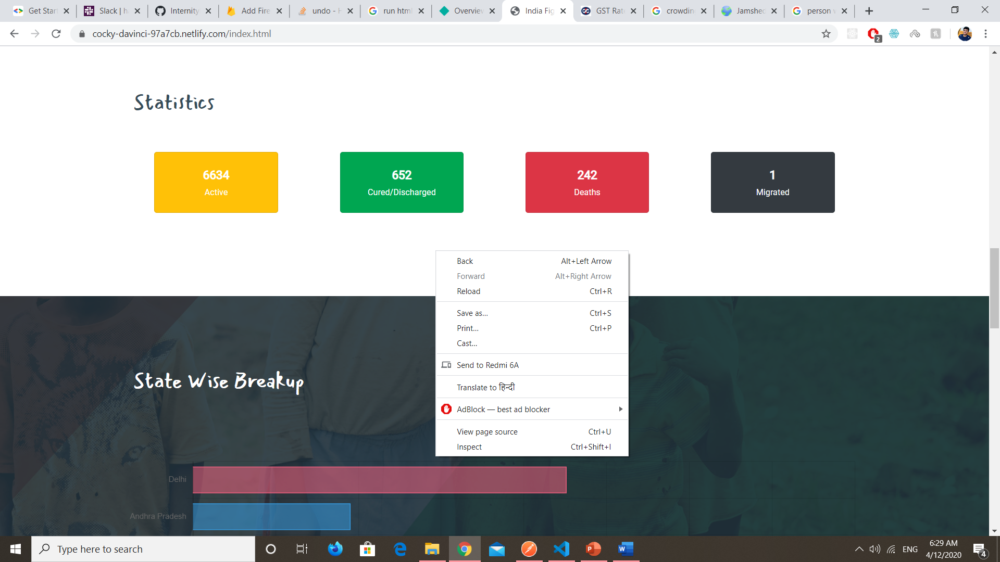 Get Star
Slack | h
Internity
Add Fire
undo - H
run html
Overview
India Fig
GST Rate
crowdin
Jamshed
person w
cocky-davinci-97a7cb.netlify.com/index.html
2
Statistics
6634
Active
652
Cured/Discharged
242
Deaths
1
Migrated
Back Alt+Left Arrow
Forward Alt+Right Arrow
Reload Ctrl+R
Save as... Ctrl+S
Print... Ctrl+P
Cast...
Send to Redmi 6A
Translate to हिन्दी
AdBlock — best ad blocker
View page source Ctrl+U
Inspect Ctrl+Shift+I
State Wise Breakup
Delhi
Andhra Pradesh
Type here to search
ENG
6:29 AM
4/12/2020
4